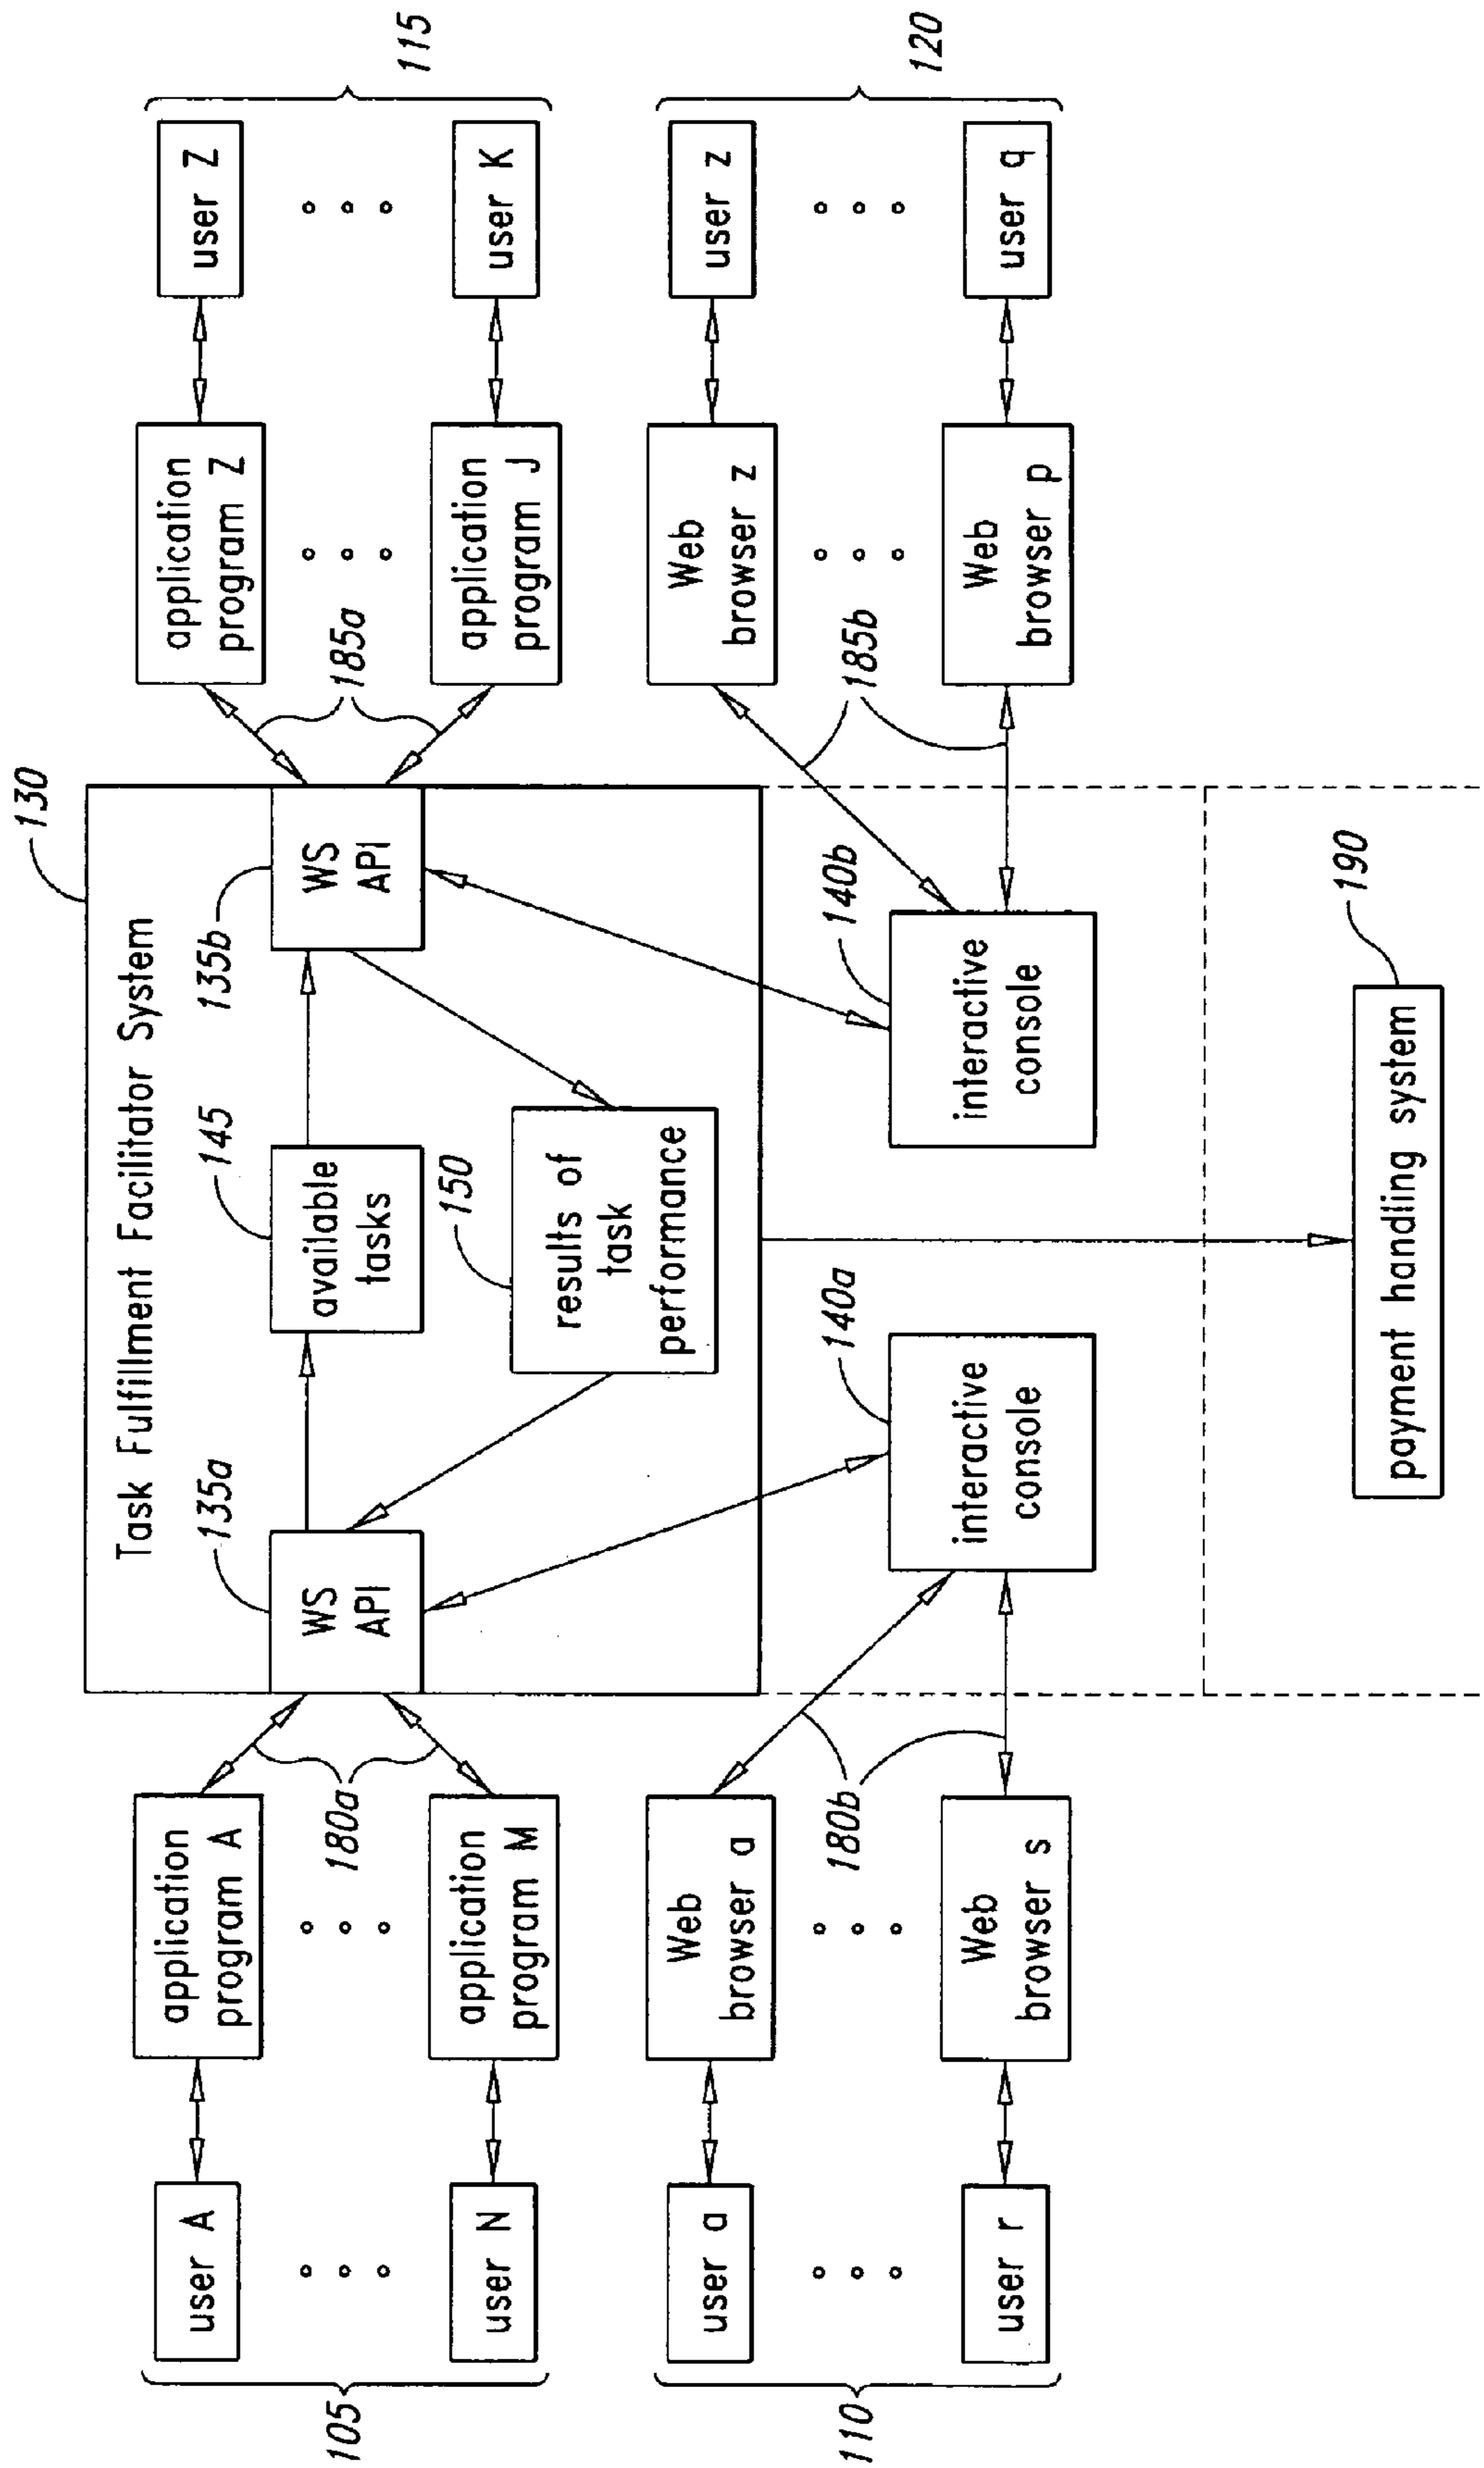 130
Task Fulfillment Facilitator System
user A
application
program A
135a
WS
API
145
available
tasks
135b
WS
API
application
program Z
user Z
105
180a
185a
115
user N
application
program M
150
results of
task
performance
application
program J
user K
user a
Web
browser a
Web
browser z
user z
110
180b
140a
140b
185b
120
user r
Web
browser s
interactive
console
interactive
console
Web
browser p
user q
190
payment handling system